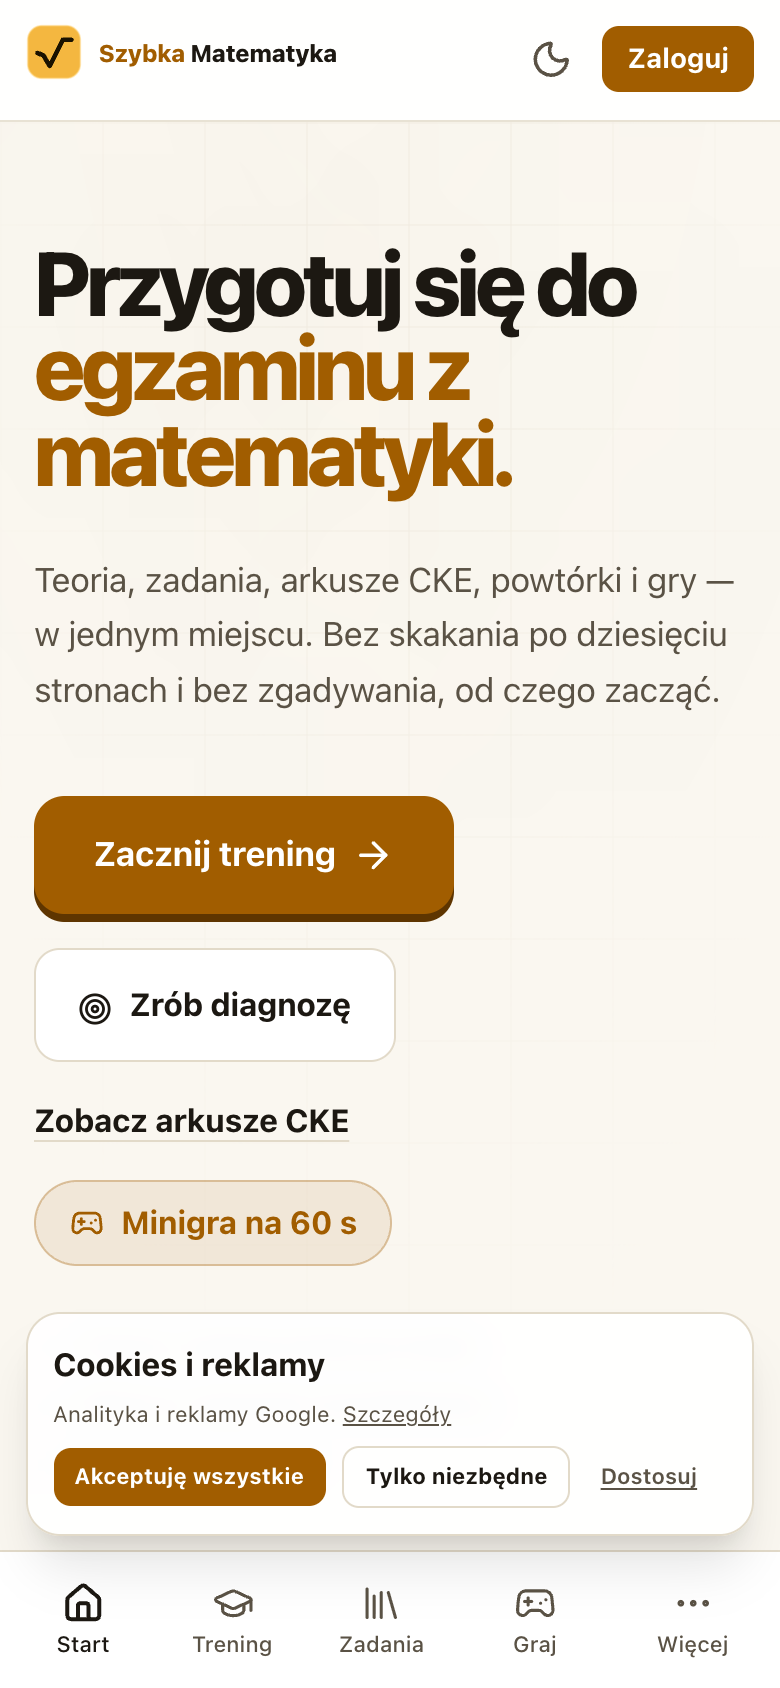 Szybka Matematyka
Zaloguj
Przygotuj się do
egzaminu z
matematyki.
Teoria, zadania, arkusze CKE, powtórki i gry —
w jednym miejscu. Bez skakania po dziesięciu
stronach i bez zgadywania, od czego zacząć.
Zacznij trening
Zrób diagnozę
Zobacz arkusze CKE
Minigra na 60 s
Cookies i reklamy
Analityka i reklamy Google. Szczegóły
Akceptuję wszystkie
Tylko niezbędne
Dostosuj
Start
Trening
Zadania
Graj
Więcej